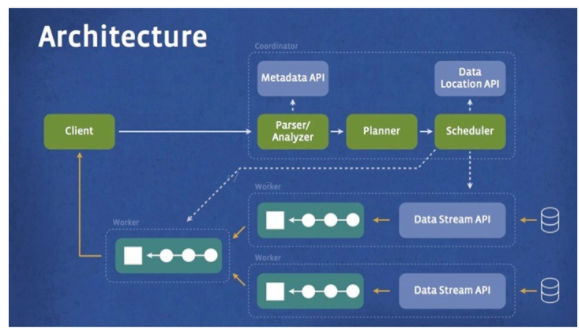 Architecture
Coordinator
Metadata API
Data
Location API
Client
Parser/
Analyzer
Planner
Scheduler
Worker
Data Stream API
Worker
Worker
Data Stream API